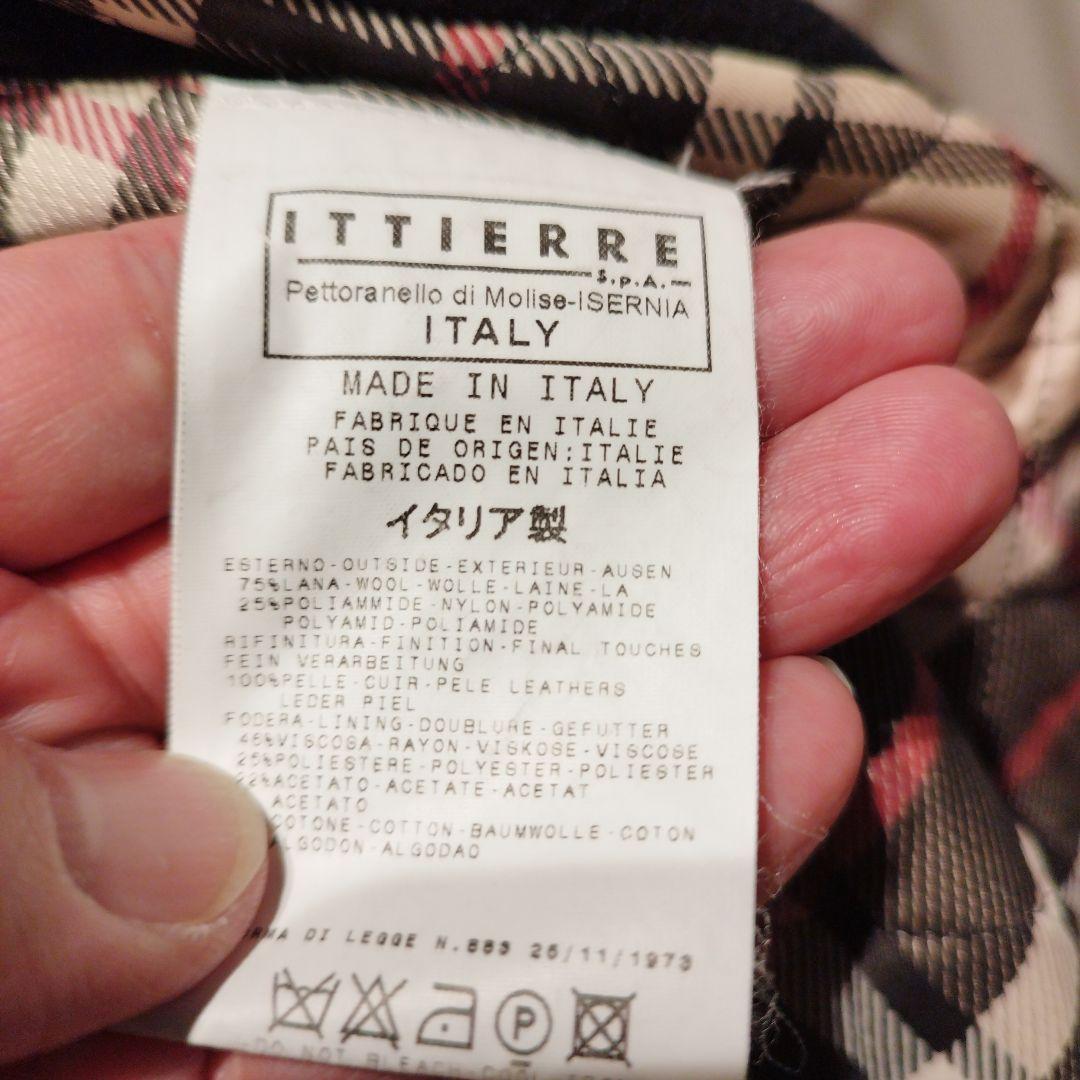 ITTIERRE
S.p.A.
Pettoranello di Molise-ISERNIA
ITALY
MADE IN ITALY
FABRIQUE EN ITALIE
PAIS DE ORIGEN:ITALIE
FABRICADO EN ITALIA
イタリア製
ESTERNO-OUTSIDE-EXTERIEUR-AUSEN
75%LANA-WOOL-WOLLE-LAINE-LA
25%POLIAMMIDE-NYLON-POLYAMIDE
POLYAMID-POLIAMIDE
RIFINITURA-FINITION-FINAL TOUCHES
FEIN VERARBEITUNG
100%PELLE-CUIR-PELE LEATHERS
LEDER PIEL
FODERA-LINING-DOUBLURE-GEFUTTER
46%VISCOSA-RAYON-VISKOSE-VISCOSE
25%POLIESTERE-POLYESTER-POLIESTER
22%ACETATO-ACETATE-ACETAT
ACETATO
COTONE-COTTON-BAUMWOLLE-COTON
ALGODON-ALGODAO
DI LEGGE N.883 26/11/1973
P
DO NOT BLEACH-COOL